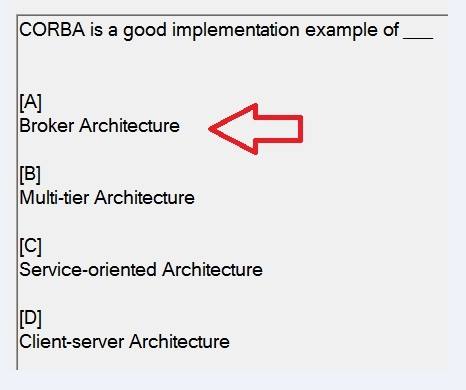 CORBA is a good implementation example of ___
[A]
Broker Architecture
[B]
Multi-tier Architecture
[C]
Service-oriented Architecture
[D]
Client-server Architecture